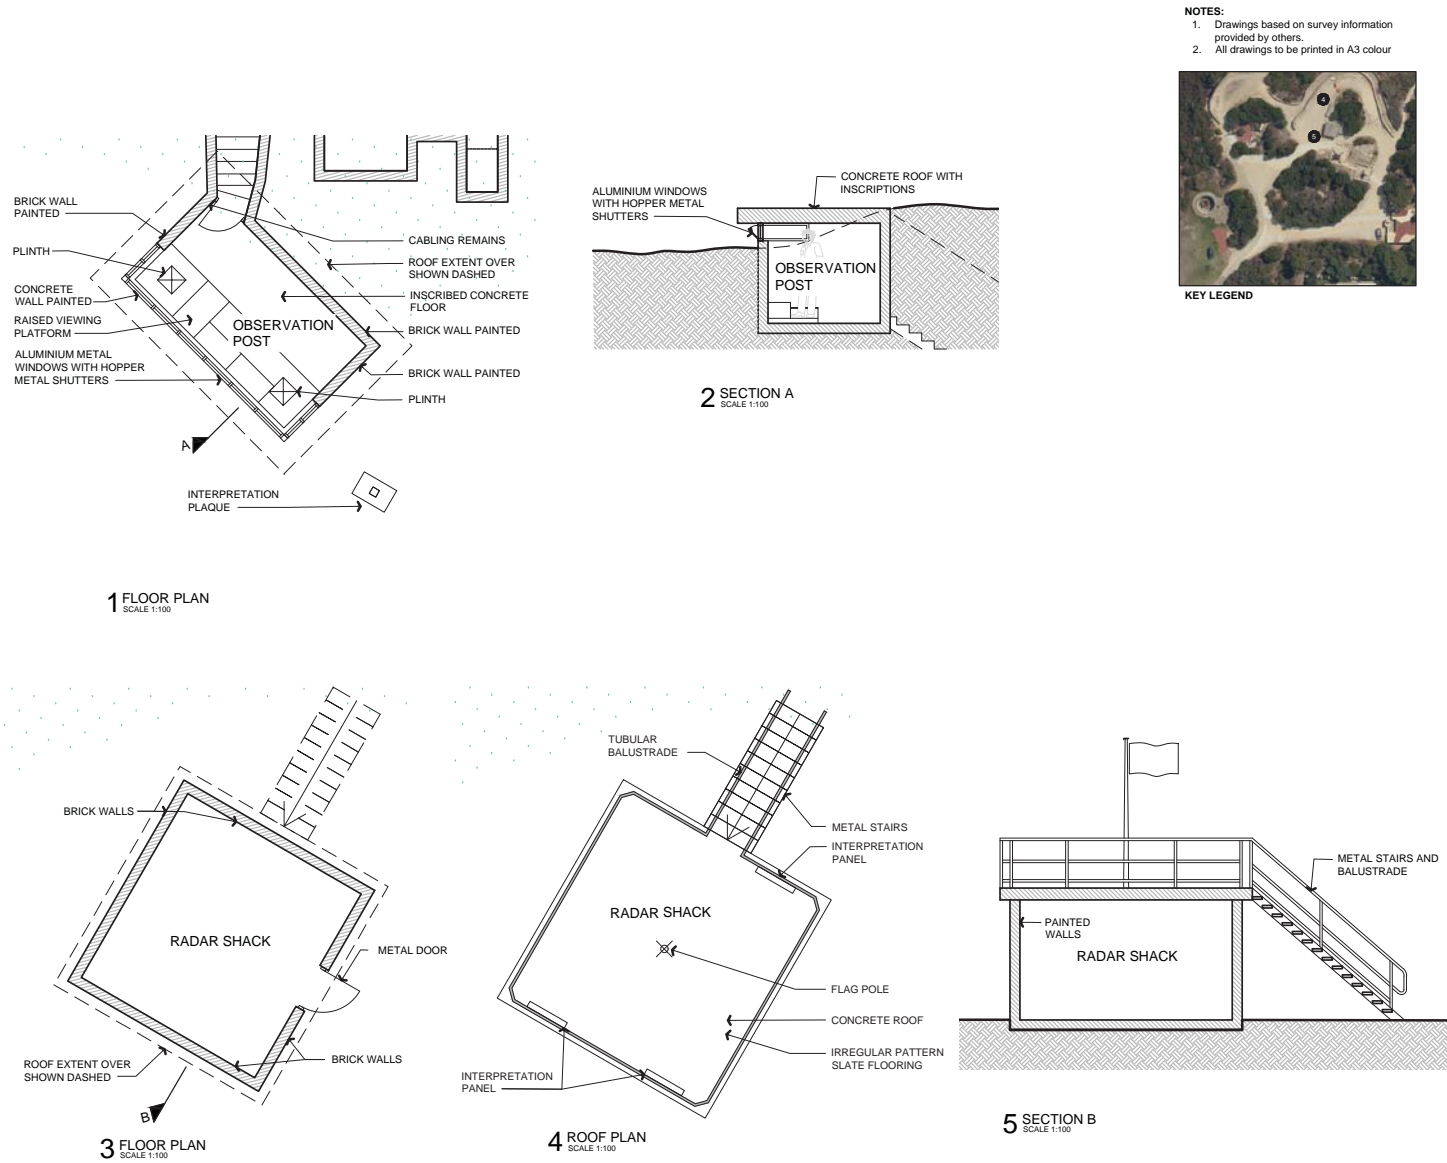 NOTES:
1. Drawings based on survey information
provided by others.
2. All drawings to be printed in A3 colour
4
5
KEY LEGEND
BRICK WALL
PAINTED
PLINTH
CONCRETE
WALL PAINTED
RAISED VIEWING
PLATFORM
ALUMINIUM METAL
WINDOWS WITH HOPPER
METAL SHUTTERS
OBSERVATION
POST
CABLING REMAINS
ROOF EXTENT OVER
SHOWN DASHED
INSCRIBED CONCRETE
FLOOR
BRICK WALL PAINTED
BRICK WALL PAINTED
PLINTH
A
INTERPRETATION
PLAQUE
1 FLOOR PLAN
SCALE 1:100
ALUMINIUM WINDOWS
WITH HOPPER METAL
SHUTTERS
CONCRETE ROOF WITH
INSCRIPTIONS
OBSERVATION
POST
2 SECTION A
SCALE 1:100
BRICK WALLS
RADAR SHACK
METAL DOOR
BRICK WALLS
ROOF EXTENT OVER
SHOWN DASHED
B
3 FLOOR PLAN
SCALE 1:100
TUBULAR
BALUSTRADE
METAL STAIRS
INTERPRETATION
PANEL
RADAR SHACK
FLAG POLE
CONCRETE ROOF
IRREGULAR PATTERN
SLATE FLOORING
INTERPRETATION
PANEL
4 ROOF PLAN
SCALE 1:100
METAL STAIRS AND
BALUSTRADE
PAINTED
WALLS
RADAR SHACK
5 SECTION B
SCALE 1:100